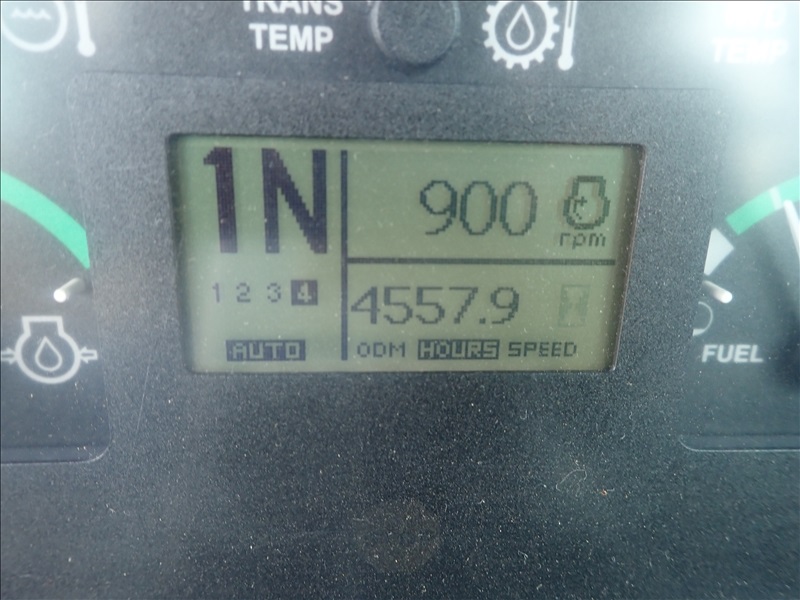 TRANS
TEMP
TEMP
1N
900
rpm
1 2 3 4
4557.9
AUTO
ODM HOURS SPEED
FUEL